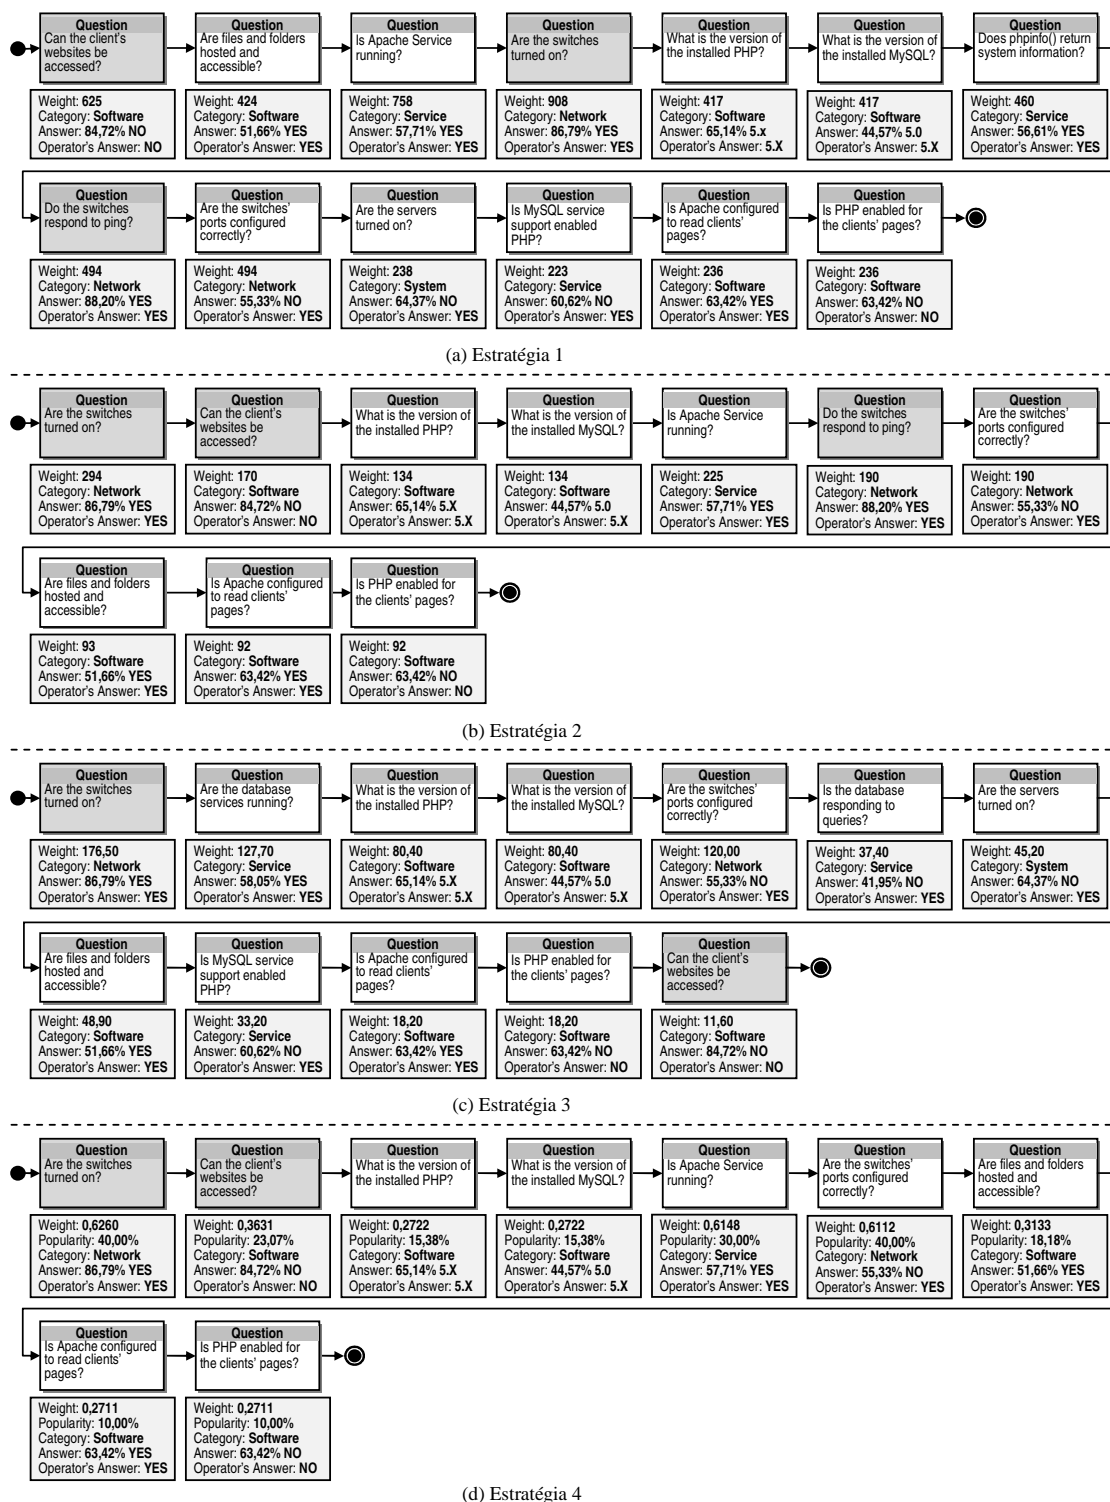 Question
Can the client's
websites be
accessed?
Question
Are files and folders
hosted and
accessible?
Question
Is Apache Service
running?
Question
Are the switches
turned on?
Question
What is the version of
the installed PHP?
Question
What is the version of
the installed MySQL?
Question
Does phpinfo() return
system information?
Weight: 625
Category: Software
Answer: 84,72% NO
Operator's Answer: NO
Weight: 424
Category: Software
Answer: 51,66% YES
Operator's Answer: YES
Weight: 758
Category: Service
Answer: 57,71% YES
Operator's Answer: YES
Weight: 908
Category: Network
Answer: 86,79% YES
Operator's Answer: YES
Weight: 417
Category: Software
Answer: 65,14% 5.x
Operator's Answer: 5.X
Weight: 417
Category: Software
Answer: 44,57% 5.0
Operator's Answer: 5.X
Weight: 460
Category: Service
Answer: 56,61% YES
Operator's Answer: YES
Question
Do the switches
respond to ping?
Question
Are the switches'
ports configured
correctly?
Question
Are the servers
turned on?
Question
Is MySQL service
support enabled
PHP?
Question
Is Apache configured
to read clients'
pages?
Question
Is PHP enabled for
the clients' pages?
Weight: 494
Category: Network
Answer: 88,20% YES
Operator's Answer: YES
Weight: 494
Category: Network
Answer: 55,33% NO
Operator's Answer: YES
Weight: 238
Category: System
Answer: 64,37% NO
Operator's Answer: YES
Weight: 223
Category: Service
Answer: 60,62% NO
Operator's Answer: YES
Weight: 236
Category: Software
Answer: 63,42% YES
Operator's Answer: YES
Weight: 236
Category: Software
Answer: 63,42% NO
Operator's Answer: NO
(a) Estratégia 1
Question
Are the switches
turned on?
Question
Can the client's
websites be
accessed?
Question
What is the version of
the installed PHP?
Question
What is the version of
the installed MySQL?
Question
Is Apache Service
running?
Question
Do the switches
respond to ping?
Question
Are the switches'
ports configured
correctly?
Weight: 294
Category: Network
Answer: 86,79% YES
Operator's Answer: YES
Weight: 170
Category: Software
Answer: 84,72% NO
Operator's Answer: NO
Weight: 134
Category: Software
Answer: 65,14% 5.X
Operator's Answer: 5.X
Weight: 134
Category: Software
Answer: 44,57% 5.0
Operator's Answer: 5.X
Weight: 225
Category: Service
Answer: 57,71% YES
Operator's Answer: YES
Weight: 190
Category: Network
Answer: 88,20% YES
Operator's Answer: YES
Weight: 190
Category: Network
Answer: 55,33% NO
Operator's Answer: YES
Question
Are files and folders
hosted and
accessible?
Question
Is Apache configured
to read clients'
pages?
Question
Is PHP enabled for
the clients' pages?
Weight: 93
Category: Software
Answer: 51,66% YES
Operator's Answer: YES
Weight: 92
Category: Software
Answer: 63,42% YES
Operator's Answer: YES
Weight: 92
Category: Software
Answer: 63,42% NO
Operator's Answer: NO
(b) Estratégia 2
Question
Are the switches
turned on?
Question
Are the database
services running?
Question
What is the version of
the installed PHP?
Question
What is the version of
the installed MySQL?
Question
Are the switches'
ports configured
correctly?
Question
Is the database
responding to
queries?
Question
Are the servers
turned on?
Weight: 176,50
Category: Network
Answer: 86,79% YES
Operator's Answer: YES
Weight: 127,70
Category: Service
Answer: 58,05% YES
Operator's Answer: YES
Weight: 80,40
Category: Software
Answer: 65,14% 5.X
Operator's Answer: 5.X
Weight: 80,40
Category: Software
Answer: 44,57% 5.0
Operator's Answer: 5.X
Weight: 120,00
Category: Network
Answer: 55,33% NO
Operator's Answer: YES
Weight: 37,40
Category: Service
Answer: 41,95% NO
Operator's Answer: YES
Weight: 45,20
Category: System
Answer: 64,37% NO
Operator's Answer: YES
Question
Are files and folders
hosted and
accessible?
Question
Is MySQL service
support enabled
PHP?
Question
Is Apache configured
to read clients'
pages?
Question
Is PHP enabled for
the clients' pages?
Question
Can the client's
websites be
accessed?
Weight: 48,90
Category: Software
Answer: 51,66% YES
Operator's Answer: YES
Weight: 33,20
Category: Service
Answer: 60,62% NO
Operator's Answer: YES
Weight: 18,20
Category: Software
Answer: 63,42% YES
Operator's Answer: YES
Weight: 18,20
Category: Software
Answer: 63,42% NO
Operator's Answer: NO
Weight: 11,60
Category: Software
Answer: 84,72% NO
Operator's Answer: NO
(c) Estratégia 3
Question
Are the switches
turned on?
Question
Can the client's
websites be
accessed?
Question
What is the version of
the installed PHP?
Question
What is the version of
the installed MySQL?
Question
Is Apache Service
running?
Question
Are the switches'
ports configured
correctly?
Question
Are files and folders
hosted and
accessible?
Weight: 0,6260
Popularity: 40,00%
Category: Network
Answer: 86,79% YES
Operator's Answer: YES
Weight: 0,3631
Popularity: 23,07%
Category: Software
Answer: 84,72% NO
Operator's Answer: NO
Weight: 0,2722
Popularity: 15,38%
Category: Software
Answer: 65,14% 5.X
Operator's Answer: 5.X
Weight: 0,2722
Popularity: 15,38%
Category: Software
Answer: 44,57% 5.0
Operator's Answer: 5.X
Weight: 0,6148
Popularity: 30,00%
Category: Service
Answer: 57,71% YES
Operator's Answer: YES
Weight: 0,6112
Popularity: 40,00%
Category: Network
Answer: 55,33% NO
Operator's Answer: YES
Weight: 0,3133
Popularity: 18,18%
Category: Software
Answer: 51,66% YES
Operator's Answer: YES
Question
Is Apache configured
to read clients'
pages?
Question
Is PHP enabled for
the clients' pages?
Weight: 0,2711
Popularity: 10,00%
Category: Software
Answer: 63,42% YES
Operator's Answer: YES
Weight: 0,2711
Popularity: 10,00%
Category: Software
Answer: 63,42% NO
Operator's Answer: NO
(d) Estratégia 4